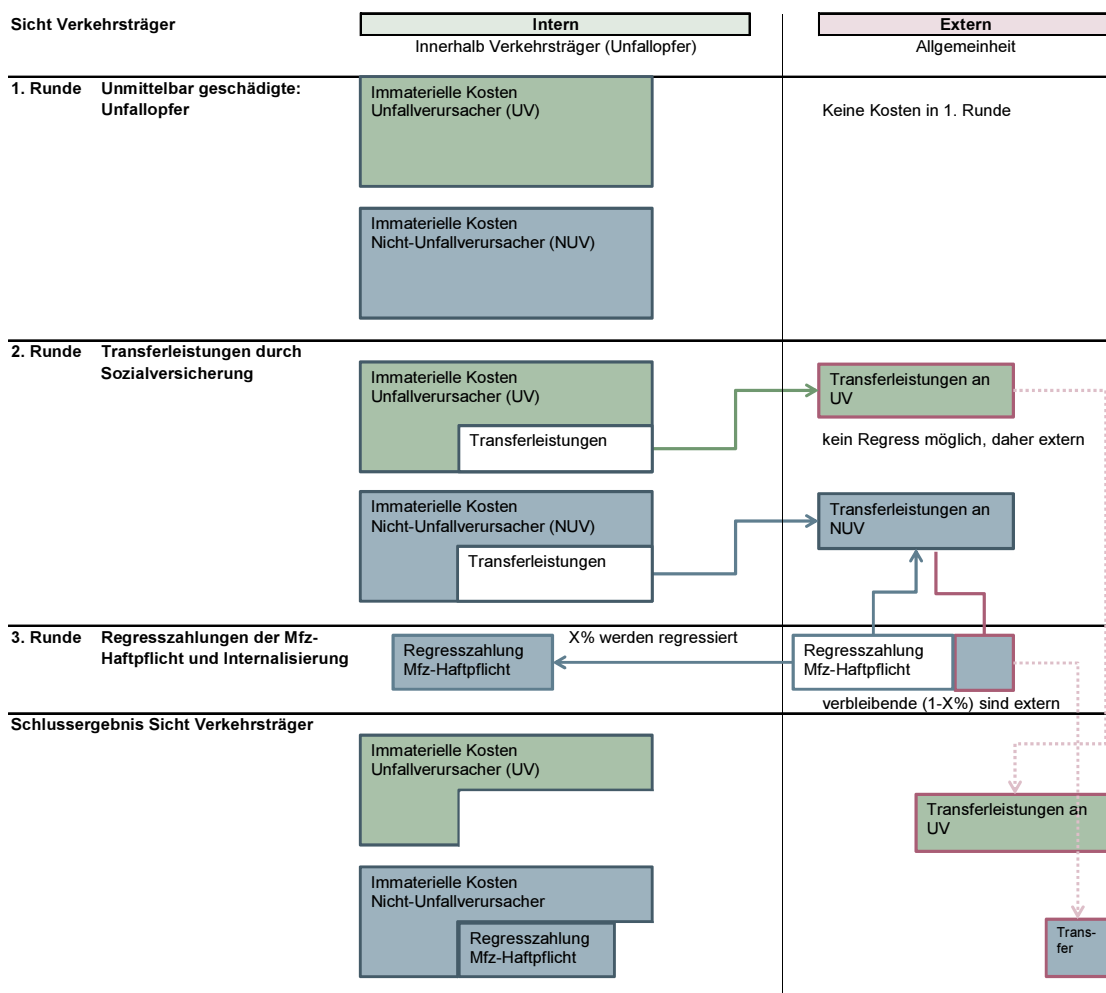 Sicht Verkehrsträger
Intern
Extern
Innerhalb Verkehrsträger (Unfallopfer)
Allgemeinheit
1. Runde
Unmittelbar geschädigte:
Unfallopfer
Immaterielle Kosten
Unfallverursacher (UV)
Keine Kosten in 1. Runde
Immaterielle Kosten
Nicht-Unfallverursacher (NUV)
2. Runde
Transferleistungen durch
Sozialversicherung
Immaterielle Kosten
Unfallverursacher (UV)
Transferleistungen
Transferleistungen an
UV
kein Regress möglich, daher extern
Immaterielle Kosten
Nicht-Unfallverursacher (NUV)
Transferleistungen
Transferleistungen an
NUV
3. Runde
Regresszahlungen der Mfz-
Haftpflicht und Internalisierung
Regresszahlung
Mfz-Haftpflicht
X% werden regressiert
Regresszahlung
Mfz-Haftpflicht
verbleibende (1-X%) sind extern
Schlussergebnis Sicht Verkehrsträger
Immaterielle Kosten
Unfallverursacher (UV)
Transferleistungen an
UV
Immaterielle Kosten
Nicht-Unfallverursacher
Regresszahlung
Mfz-Haftpflicht
Trans-
fer